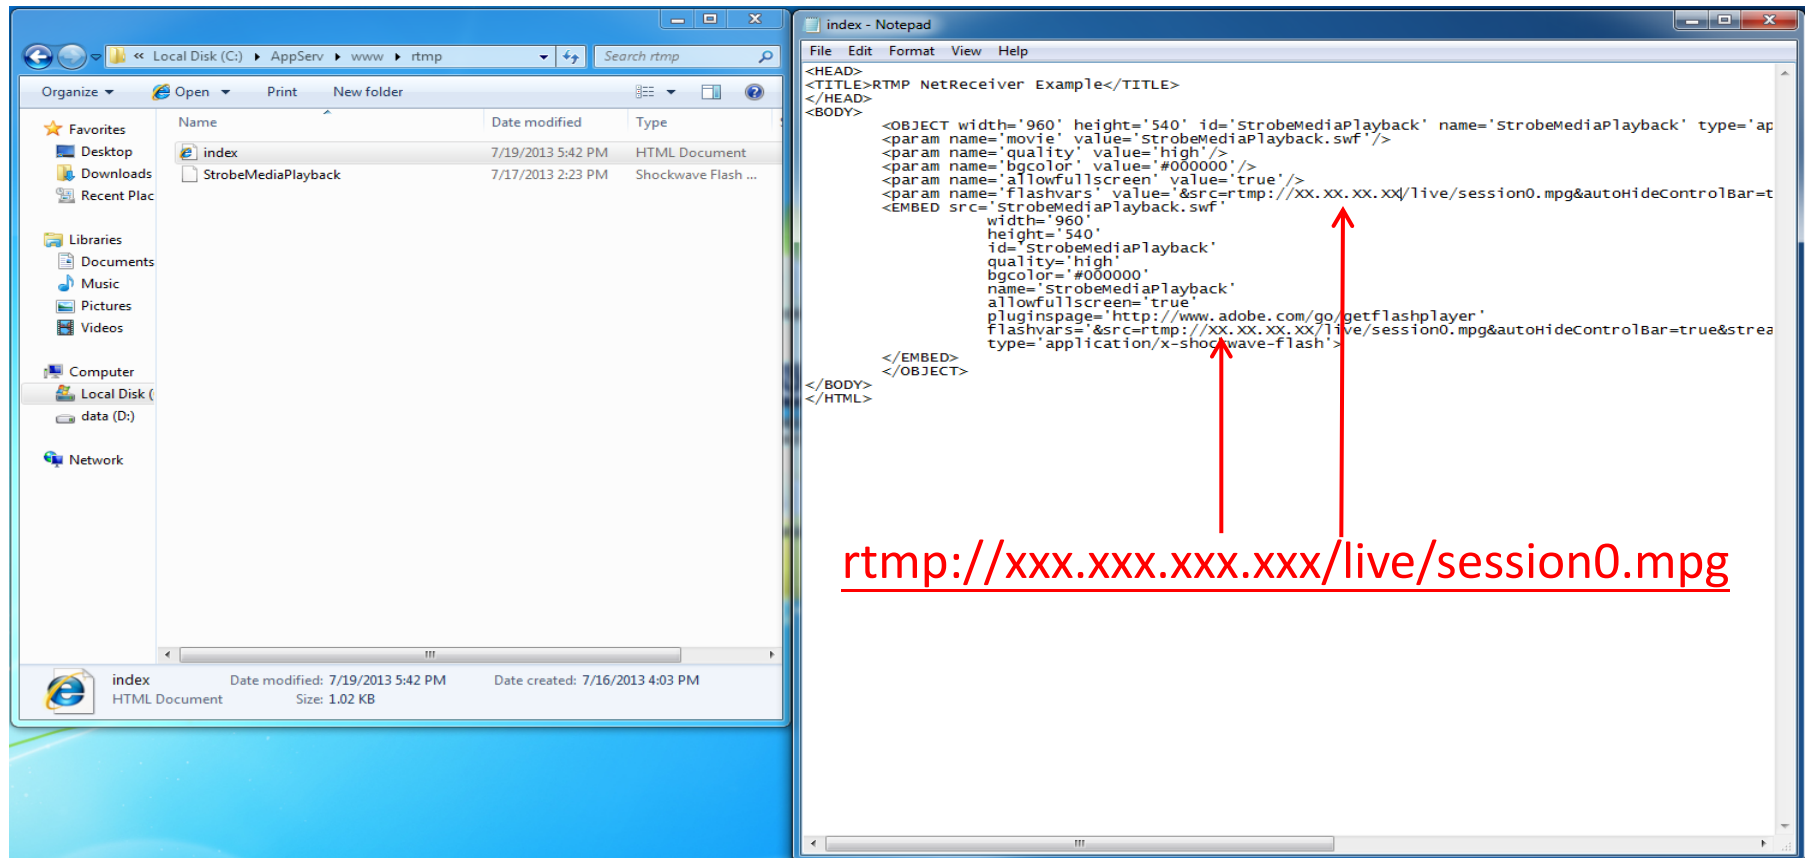 « Local Disk (C:) ▸ AppServ ▸ www ▸ rtmp
Search rtmp
Organize Open Print New folder
Favorites
Desktop
Downloads
Recent Plac
Libraries
Documents
Music
Pictures
Videos
Computer
Local Disk (
data (D:)
Network
Name Date modified Type
index 7/19/2013 5:42 PM HTML Document
StrobeMediaPlayback 7/17/2013 2:23 PM Shockwave Flash ...
index Date modified: 7/19/2013 5:42 PM Date created: 7/16/2013 4:03 PM
HTML Document Size: 1.02 KB
index - Notepad
File Edit Format View Help
<HEAD>
<TITLE>RTMP NetReceiver Example</TITLE>
</HEAD>
<BODY>
<OBJECT width='960' height='540' id='StrobeMediaPlayback' name='StrobeMediaPlayback' type='ap
<param name='movie' value='StrobeMediaPlayback.swf'/>
<param name='quality' value='high'/>
<param name='bgcolor' value='#000000'/>
<param name='allowfullscreen' value='true'/>
<param name='flashvars' value='&src=rtmp://xx.xx.xx.xx/live/session0.mpg&autoHideControlBar=t
<EMBED src='StrobeMediaPlayback.swf'
width='960'
height='540'
id='StrobeMediaPlayback'
quality='high'
bgcolor='#000000'
name='StrobeMediaPlayback'
allowfullscreen='true'
pluginspage='http://www.adobe.com/go/getflashplayer'
flashvars='&src=rtmp://xx.xx.xx.xx/live/session0.mpg&autoHideControlBar=true&strea
type='application/x-shockwave-flash'>
</EMBED>
</OBJECT>
</BODY>
</HTML>
rtmp://xxx.xxx.xxx.xxx/live/session0.mpg